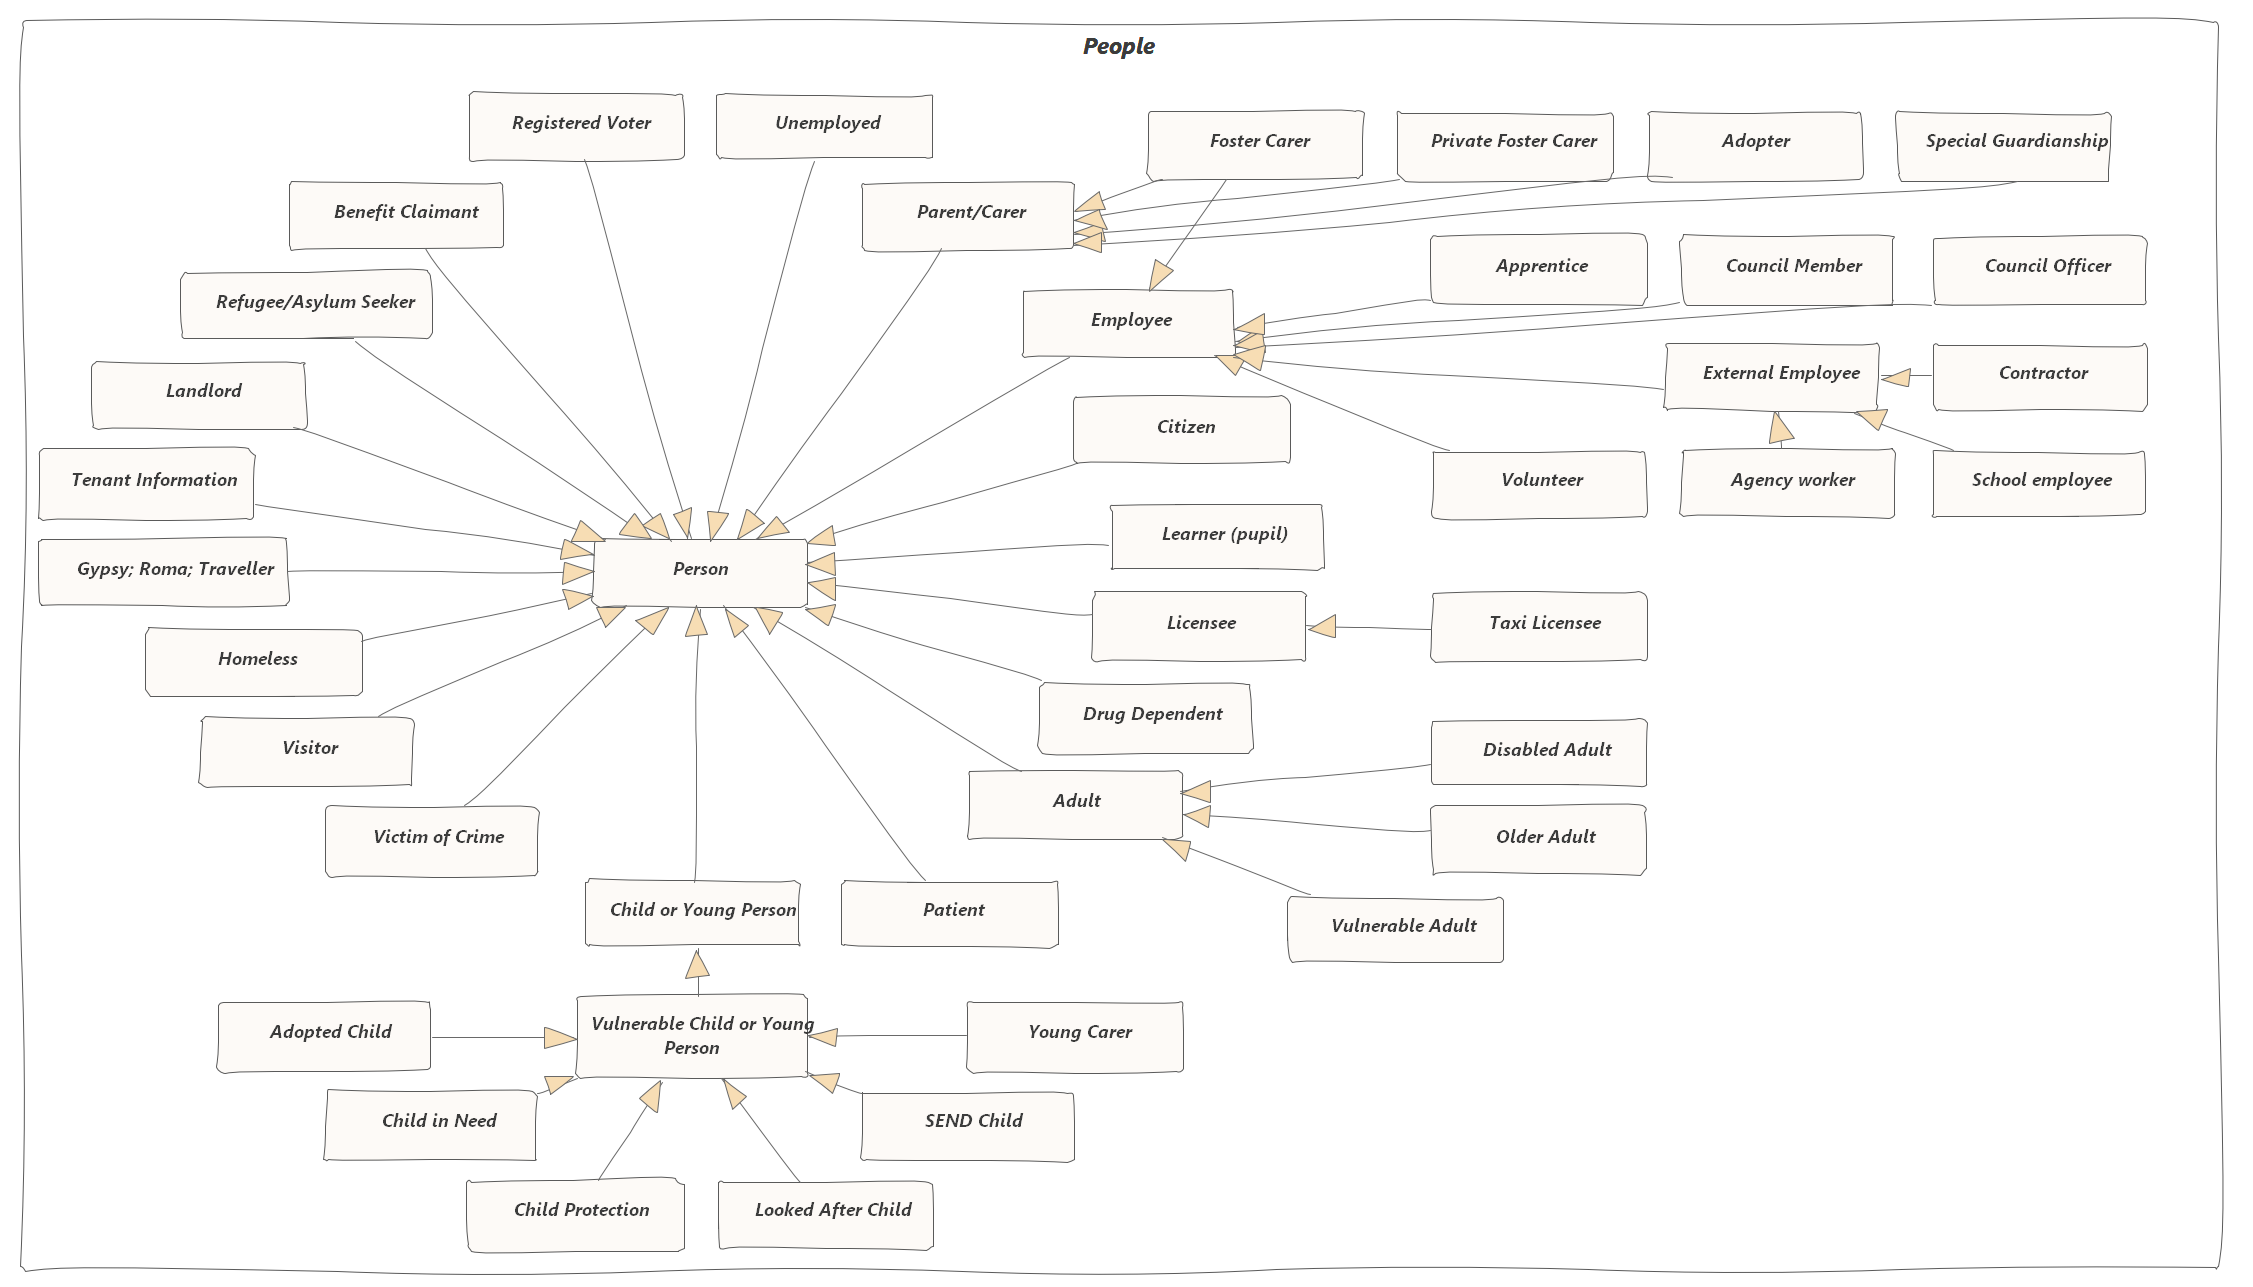 People
Registered Voter
Unemployed
Foster Carer
Private Foster Carer
Adopter
Special Guardianship
Benefit Claimant
Parent/Carer
Apprentice
Council Member
Council Officer
Refugee/Asylum Seeker
Employee
External Employee
Contractor
Landlord
Citizen
Tenant Information
Volunteer
Agency worker
School employee
Learner (pupil)
Gypsy; Roma; Traveller
Person
Licensee
Taxi Licensee
Homeless
Drug Dependent
Visitor
Disabled Adult
Adult
Victim of Crime
Older Adult
Child or Young Person
Patient
Vulnerable Adult
Adopted Child
Vulnerable Child or Young
Person
Young Carer
Child in Need
SEND Child
Child Protection
Looked After Child